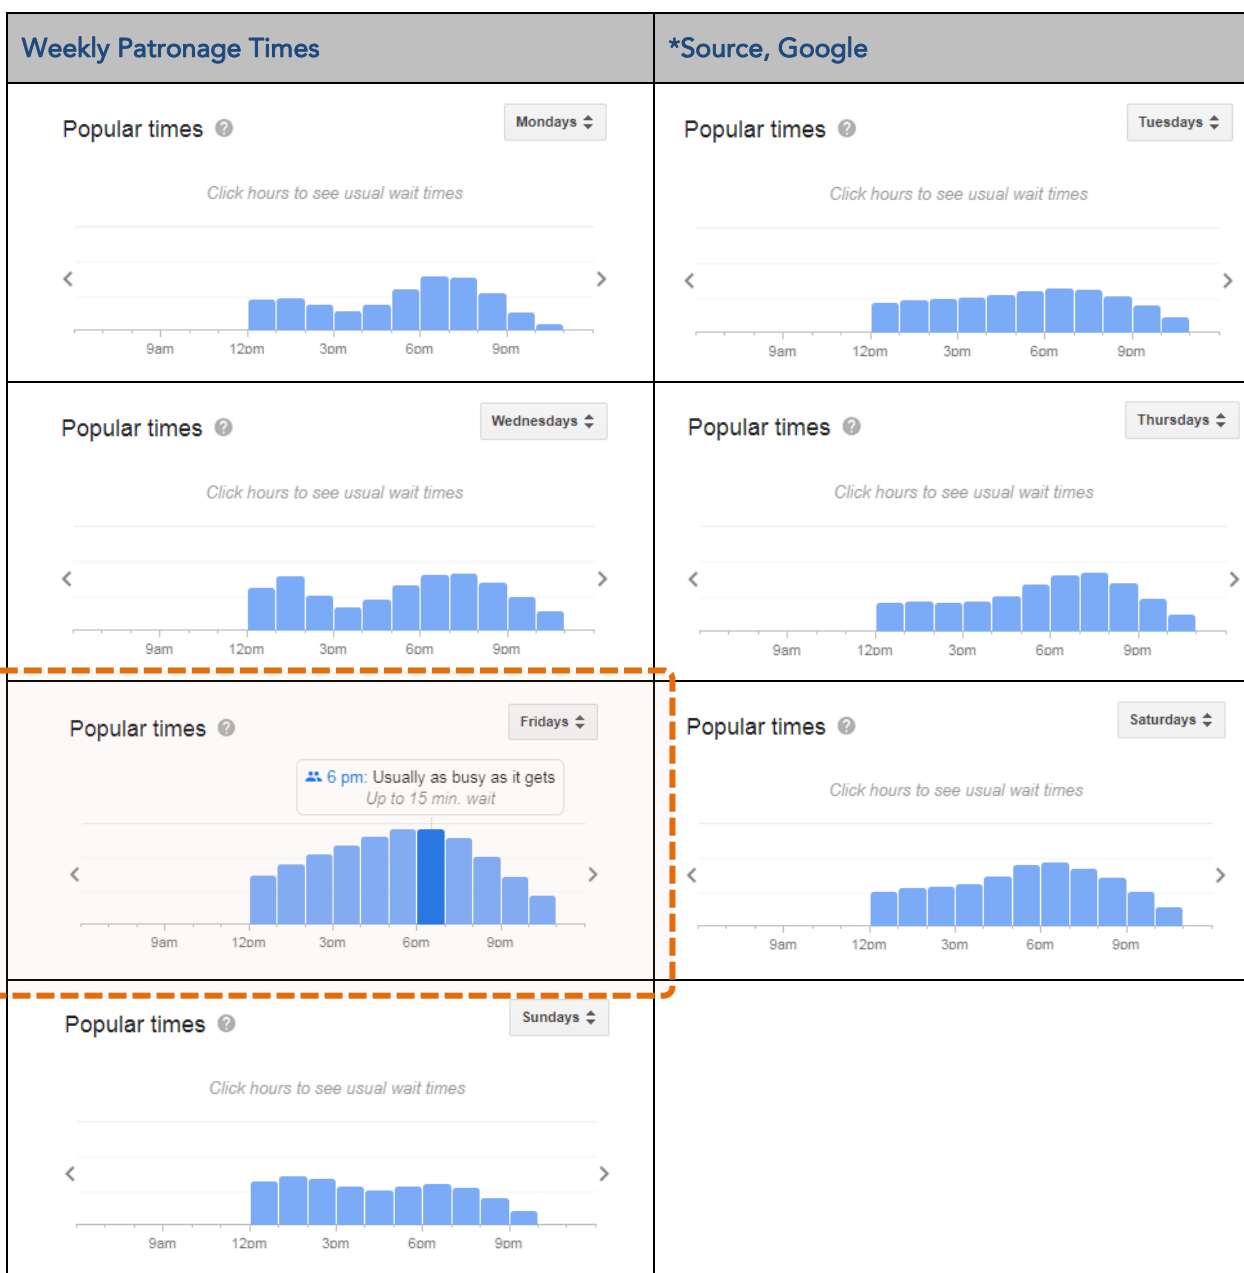 Weekly Patronage Times
*Source, Google
Popular times ?
Mondays
Click hours to see usual wait times
9am 12pm 3pm 6pm 9pm
Popular times ?
Tuesdays
Click hours to see usual wait times
9am 12pm 3pm 6pm 9pm
Popular times ?
Wednesdays
Click hours to see usual wait times
9am 12pm 3pm 6pm 9pm
Popular times ?
Thursdays
Click hours to see usual wait times
9am 12pm 3pm 6pm 9pm
Popular times ?
Fridays
6 pm: Usually as busy as it gets
Up to 15 min. wait
9am 12pm 3pm 6pm 9pm
Popular times ?
Saturdays
Click hours to see usual wait times
9am 12pm 3pm 6pm 9pm
Popular times ?
Sundays
Click hours to see usual wait times
9am 12pm 3pm 6pm 9pm